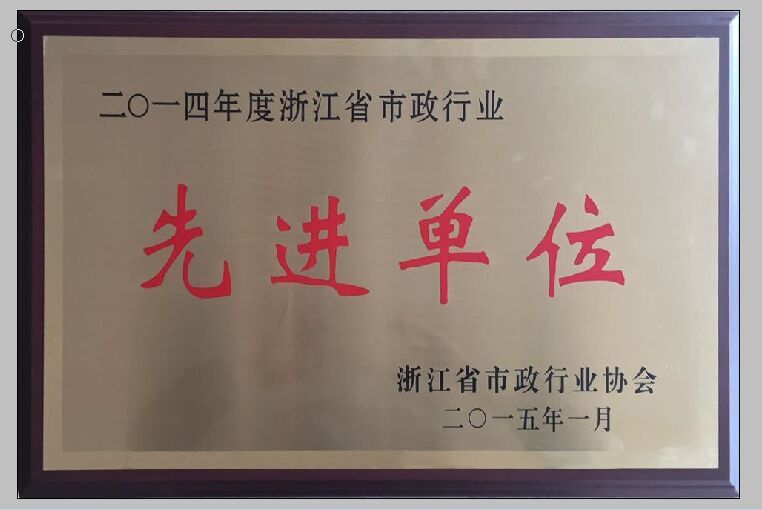 二〇一四年度浙江省市政行业
先进单位
浙江省市政行业协会
二〇一五年一月